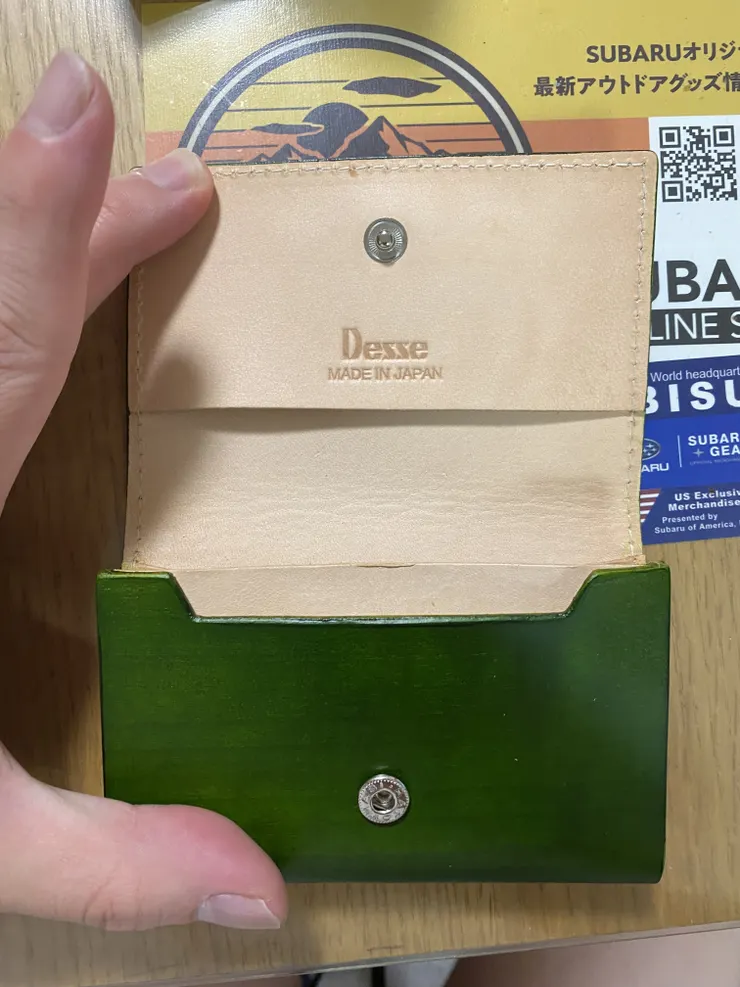 SUBARUオリジ
最新アウトドアグッズ情
UBA
LINE S
World headquart
BISU
SUBAR
GEA
ARU
US Exclusiv
Merchandise
Presented by
Subaru of America,
Desse
MADE IN JAPAN